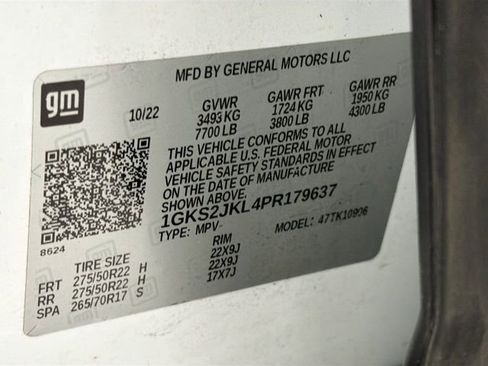 gm
MFD BY GENERAL MOTORS LLC
10/22 GVWR GAWR FRT GAWR RR
3493 KG 1724 KG 1950 KG
7700 LB 3800 LB 4300 LB
THIS VEHICLE CONFORMS TO ALL
APPLICABLE U.S. FEDERAL MOTOR
VEHICLE SAFETY STANDARDS IN EFFECT
ON THE DATE OF MANUFACTURE
1GKS2JKL4PR179637
TYPE: MPV MODEL: 47TK10906
8624
TIRE SIZE RIM
FRT 275/50R22 H 22X9J
RR 275/50R22 H 22X9J
SPA 265/70R17 S 17X7J